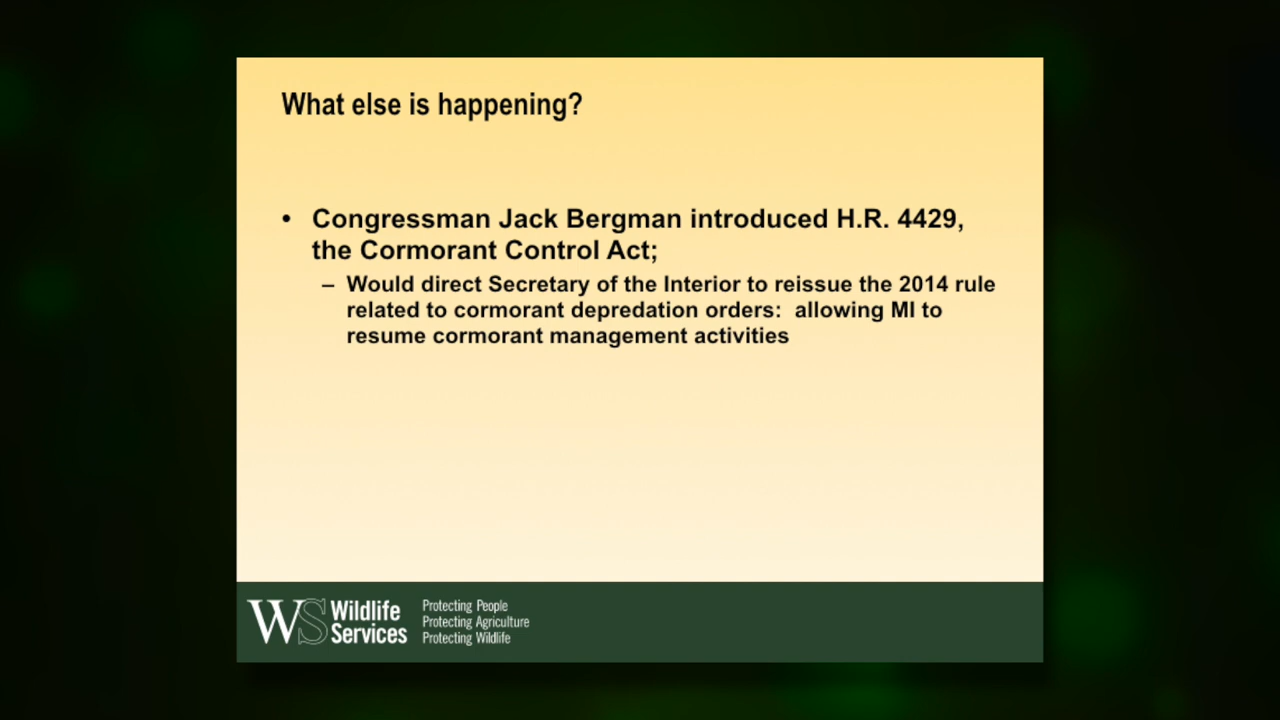 What else is happening?
• Congressman Jack Bergman introduced H.R. 4429,
the Cormorant Control Act;
– Would direct Secretary of the Interior to reissue the 2014 rule
related to cormorant depredation orders:  allowing MI to
resume cormorant management activities
WS Wildlife
Services
Protecting People
Protecting Agriculture
Protecting Wildlife